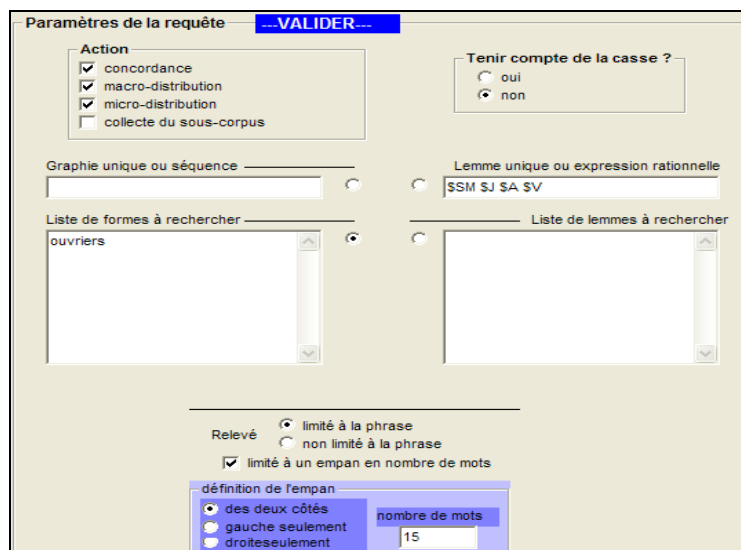 Paramètres de la requête ---VALIDER---
Action
concordance
macro-distribution
micro-distribution
collecte du sous-corpus
Tenir compte de la casse ?
oui
non
Graphie unique ou séquence
Lemme unique ou expression rationnelle
$SM $J $A $V
Liste de formes à rechercher
Liste de lemmes à rechercher
ouvriers
Relevé
limité à la phrase
non limité à la phrase
limité à un empan en nombre de mots
définition de l'empan
des deux côtés
gauche seulement
droiteseulement
nombre de mots
15